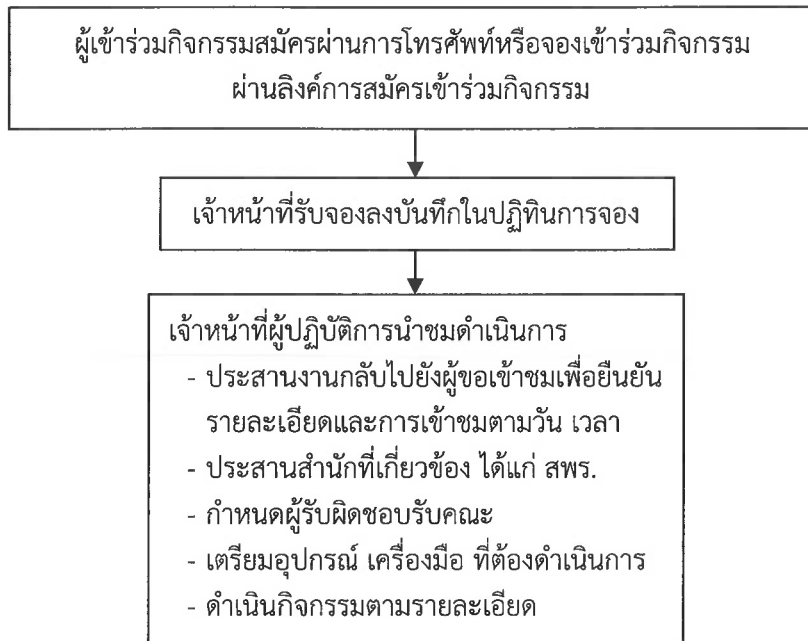 ผู้เข้าร่วมกิจกรรมสมัครผ่านการโทรศัพท์หรือจองเข้าร่วมกิจกรรม
ผ่านลิงค์การสมัครเข้าร่วมกิจกรรม
เจ้าหน้าที่รับจองลงบันทึกในปฏิทินการจอง
เจ้าหน้าที่ผู้ปฏิบัติการนำชมดำเนินการ
- ประสานงานกลับไปยังผู้ขอเข้าชมเพื่อยืนยัน
รายละเอียดและการเข้าชมตามวัน เวลา
- ประสานสำนักที่เกี่ยวข้อง ได้แก่ สพร.
- กำหนดผู้รับผิดชอบรับคณะ
- เตรียมอุปกรณ์ เครื่องมือ ที่ต้องดำเนินการ
- ดำเนินกิจกรรมตามรายละเอียด